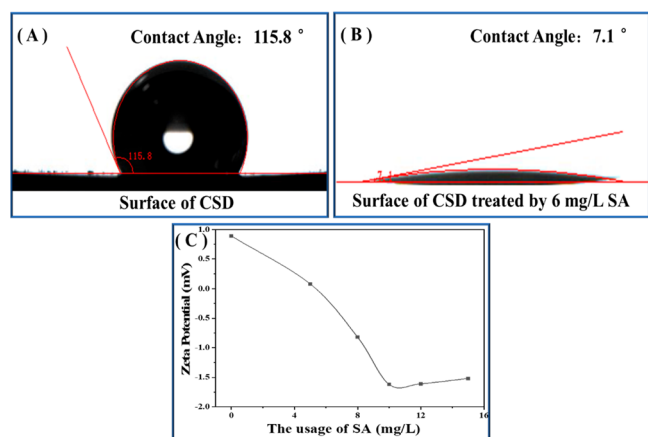 (A)
Contact Angle: 115.8 °
115.8
Surface of CSD
(B)
Contact Angle: 7.1 °
7.1
Surface of CSD treated by 6 mg/L SA
(C)
Zeta Potential (mV)
1.0
0.5
0.0
-0.5
-1.0
-1.5
-2.0
0
4
8
12
16
The usage of SA (mg/L)